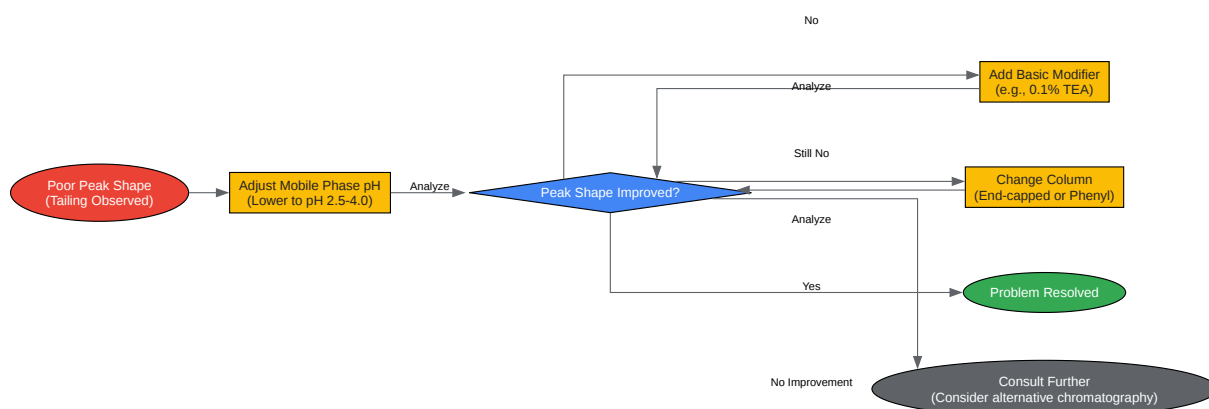 No
Add Basic Modifier
(e.g., 0.1% TEA)
Analyze
Still No
Poor Peak Shape
(Tailing Observed)
Adjust Mobile Phase pH
(Lower to pH 2.5-4.0)
Analyze
Peak Shape Improved?
Change Column
(End-capped or Phenyl)
Analyze
Yes
Problem Resolved
No Improvement
Consult Further
(Consider alternative chromatography)